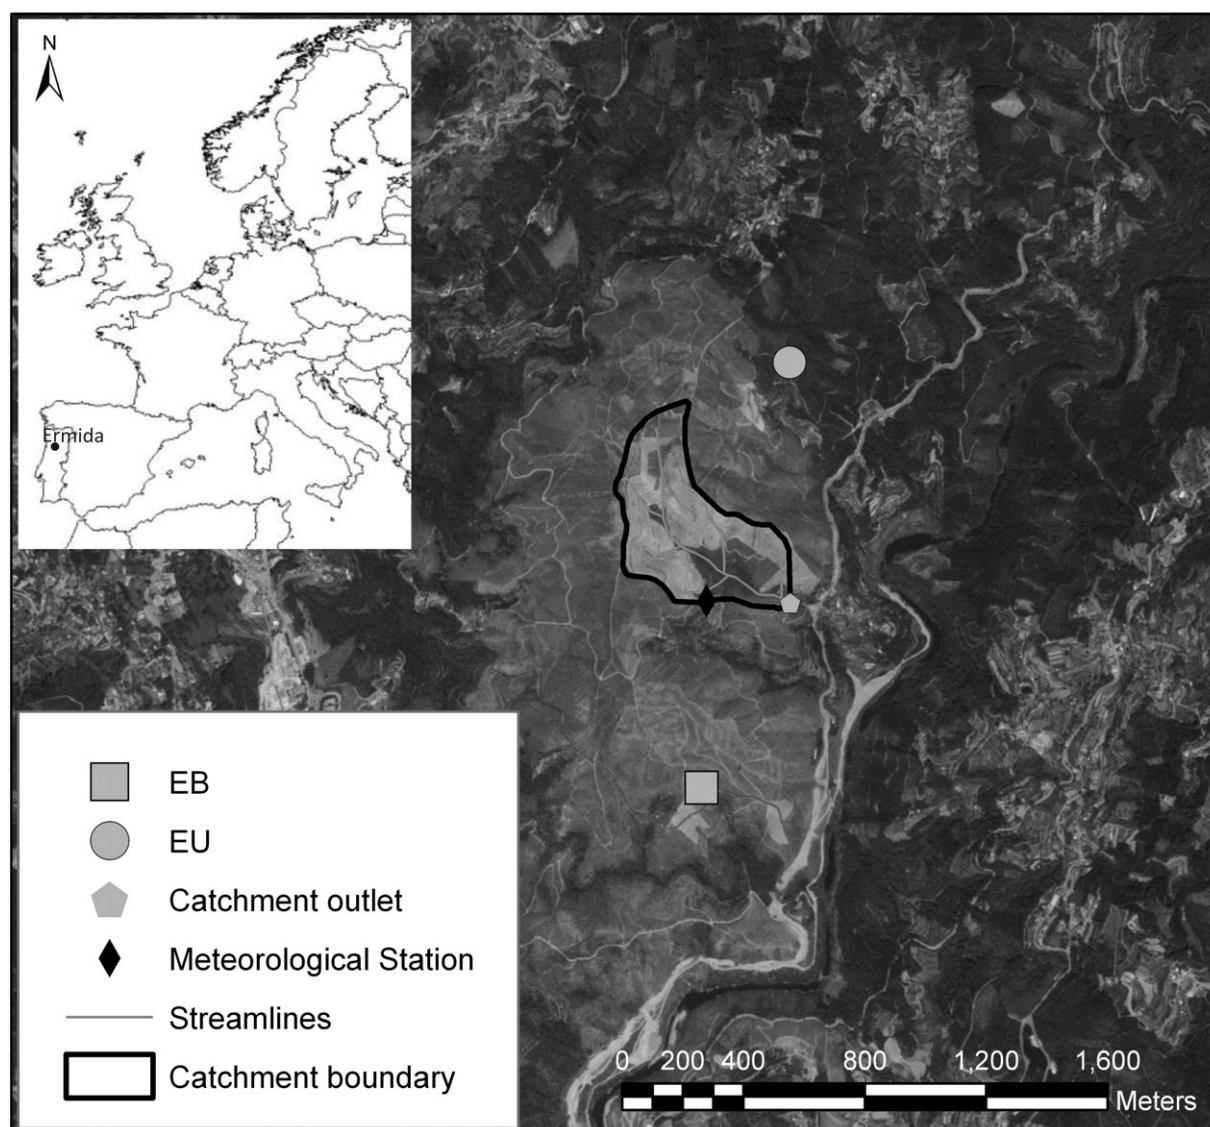 N
Ermida
EB
EU
Catchment outlet
Meteorological Station
Streamlines
Catchment boundary
0 200 400 800 1,200 1,600
Meters